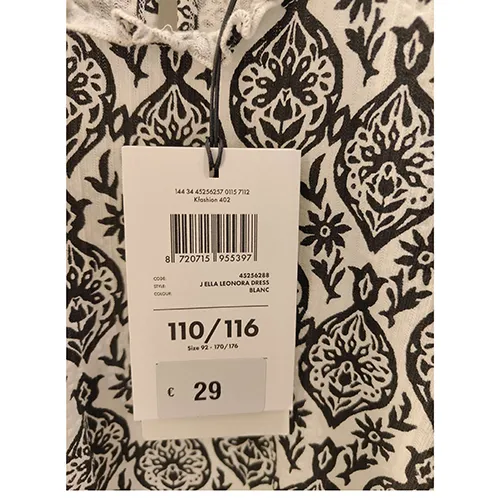 144 34 45256257 0115 7112
Kfashion 402
8 720715 955397
CODE: 45256288
STYLE: J ELLA LEONORA DRESS
COLOUR: BLANC
110/116
Size 92 - 170/176
€ 29